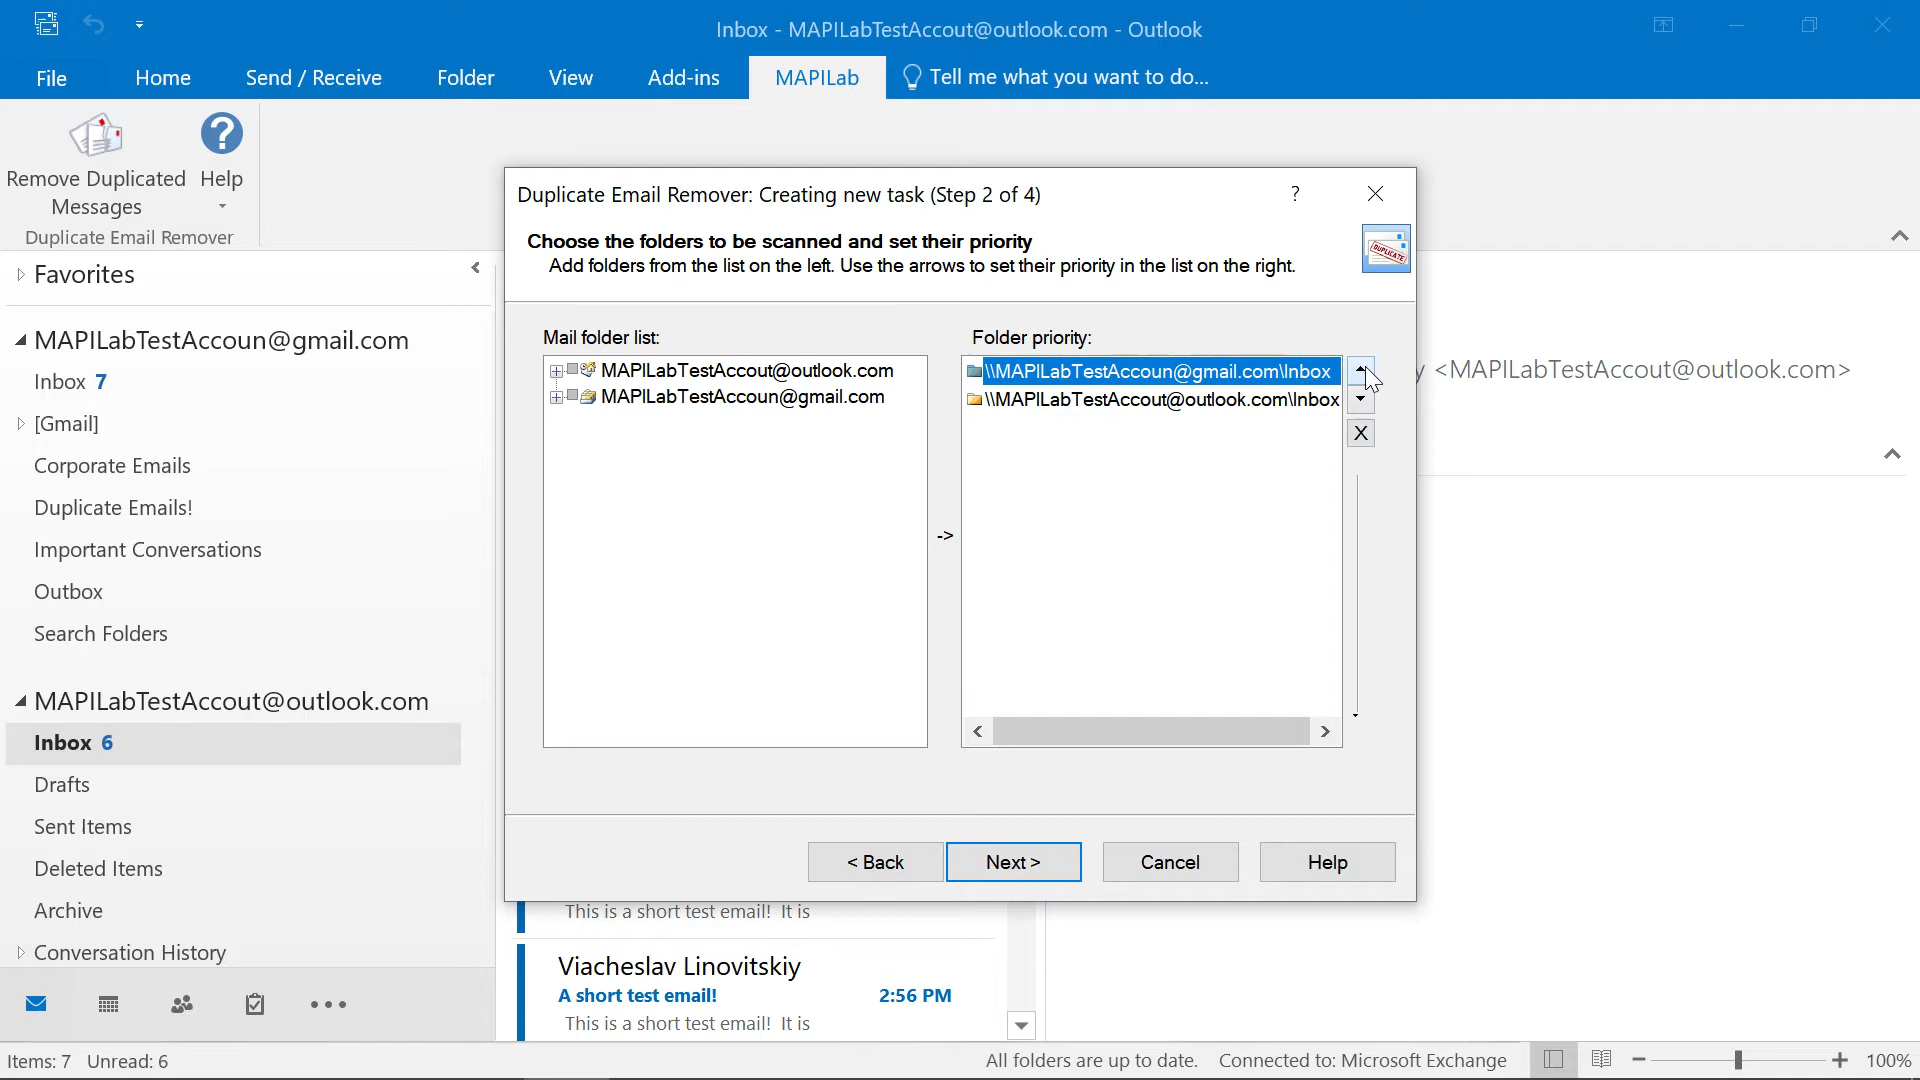 Inbox - MAPILabTestAccout@outlook.com - Outlook
File Home Send / Receive Folder View Add-ins MAPILab Tell me what you want to do...
Remove Duplicated Messages
Help
Duplicate Email Remover
Favorites
MAPILabTestAccoun@gmail.com
Inbox 7
[Gmail]
Corporate Emails
Duplicate Emails!
Important Conversations
Outbox
Search Folders
MAPILabTestAccout@outlook.com
Inbox 6
Drafts
Sent Items
Deleted Items
Archive
Conversation History
Duplicate Email Remover: Creating new task (Step 2 of 4)
?
Choose the folders to be scanned and set their priority
Add folders from the list on the left. Use the arrows to set their priority in the list on the right.
DUPLICATE
Mail folder list:
MAPILabTestAccout@outlook.com
MAPILabTestAccoun@gmail.com
->
Folder priority:
\\MAPILabTestAccoun@gmail.com\Inbox
\\MAPILabTestAccout@outlook.com\Inbox
X
< Back Next > Cancel Help
y <MAPILabTestAccout@outlook.com>
This is a short test email! It is
Viacheslav Linovitskiy
A short test email! 2:56 PM
This is a short test email! It is
Items: 7 Unread: 6
All folders are up to date. Connected to: Microsoft Exchange
100%